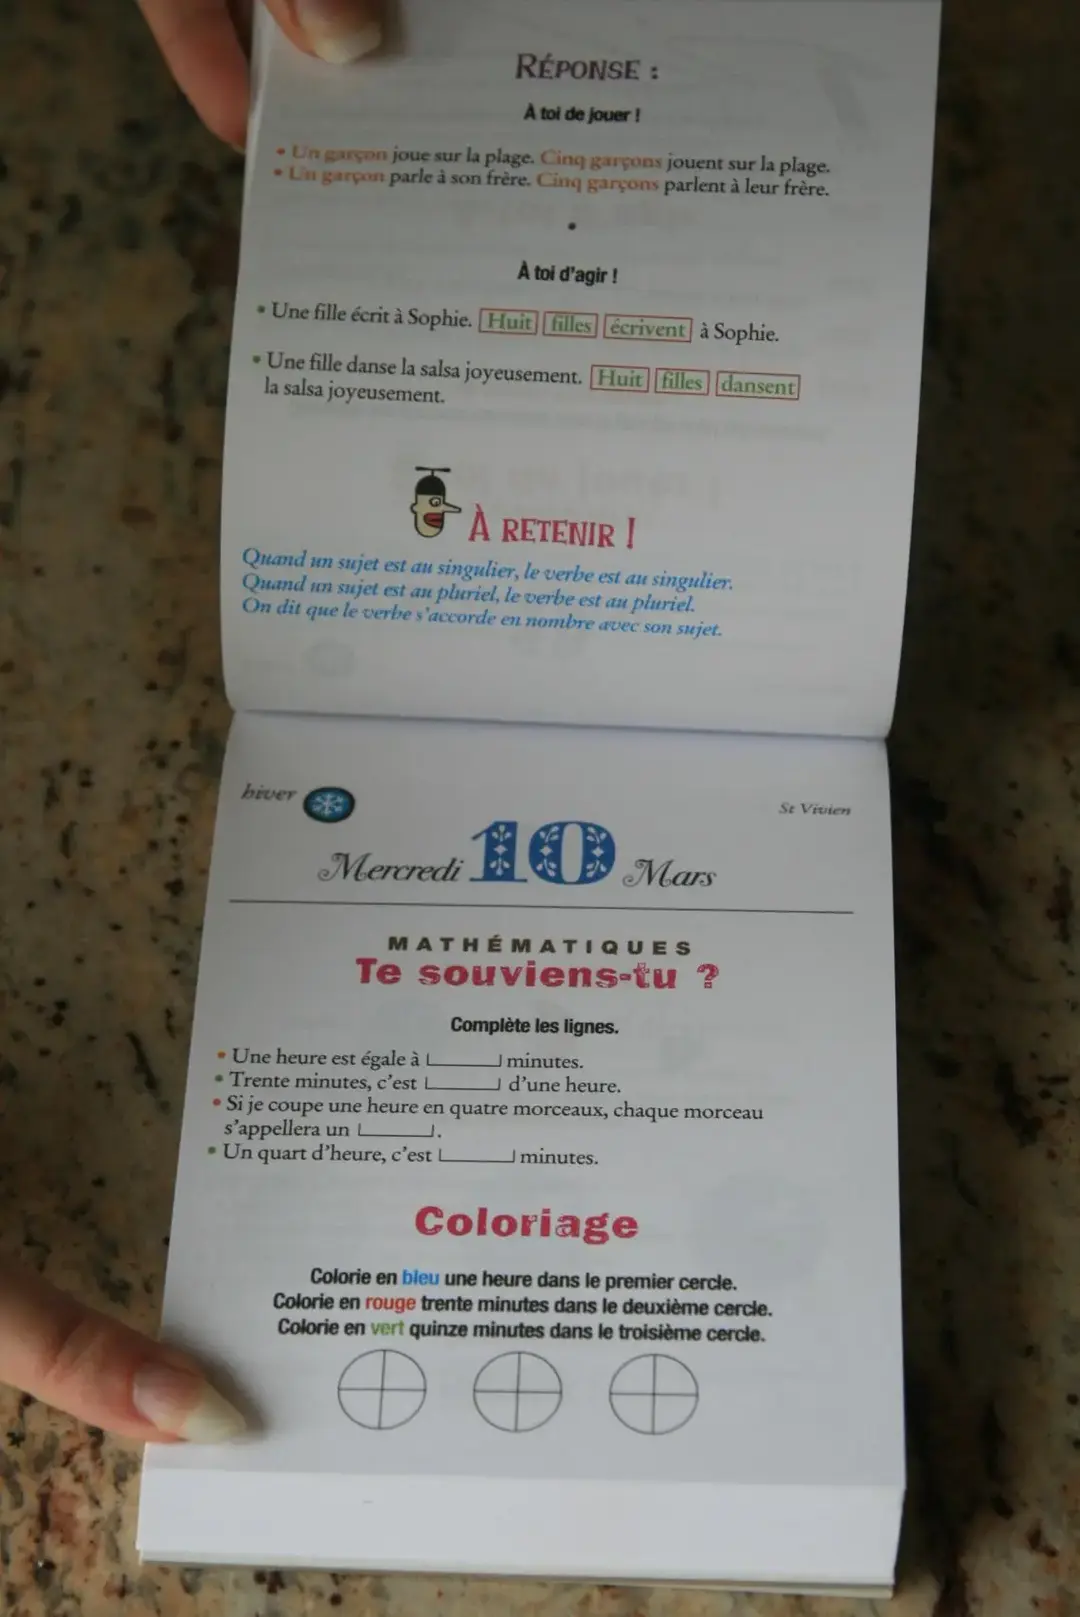 RÉPONSE :
À toi de jouer !
• Un garçon joue sur la plage. Cinq garçons jouent sur la plage.
• Un garçon parle à son frère. Cinq garçons parlent à leur frère.
•
À toi d'agir !
• Une fille écrit à Sophie. Huit filles écrivent à Sophie.
• Une fille danse la salsa joyeusement. Huit filles dansent
la salsa joyeusement.
À RETENIR !
Quand un sujet est au singulier, le verbe est au singulier.
Quand un sujet est au pluriel, le verbe est au pluriel.
On dit que le verbe s'accorde en nombre avec son sujet.
hiver
St Vivien
Mercredi 10 Mars
MATHÉMATIQUES
Te souviens-tu ?
Complète les lignes.
• Une heure est égale à |______| minutes.
• Trente minutes, c'est |______| d'une heure.
• Si je coupe une heure en quatre morceaux, chaque morceau
s'appellera un |______|.
• Un quart d'heure, c'est |______| minutes.
Coloriage
Colorie en bleu une heure dans le premier cercle.
Colorie en rouge trente minutes dans le deuxième cercle.
Colorie en vert quinze minutes dans le troisième cercle.